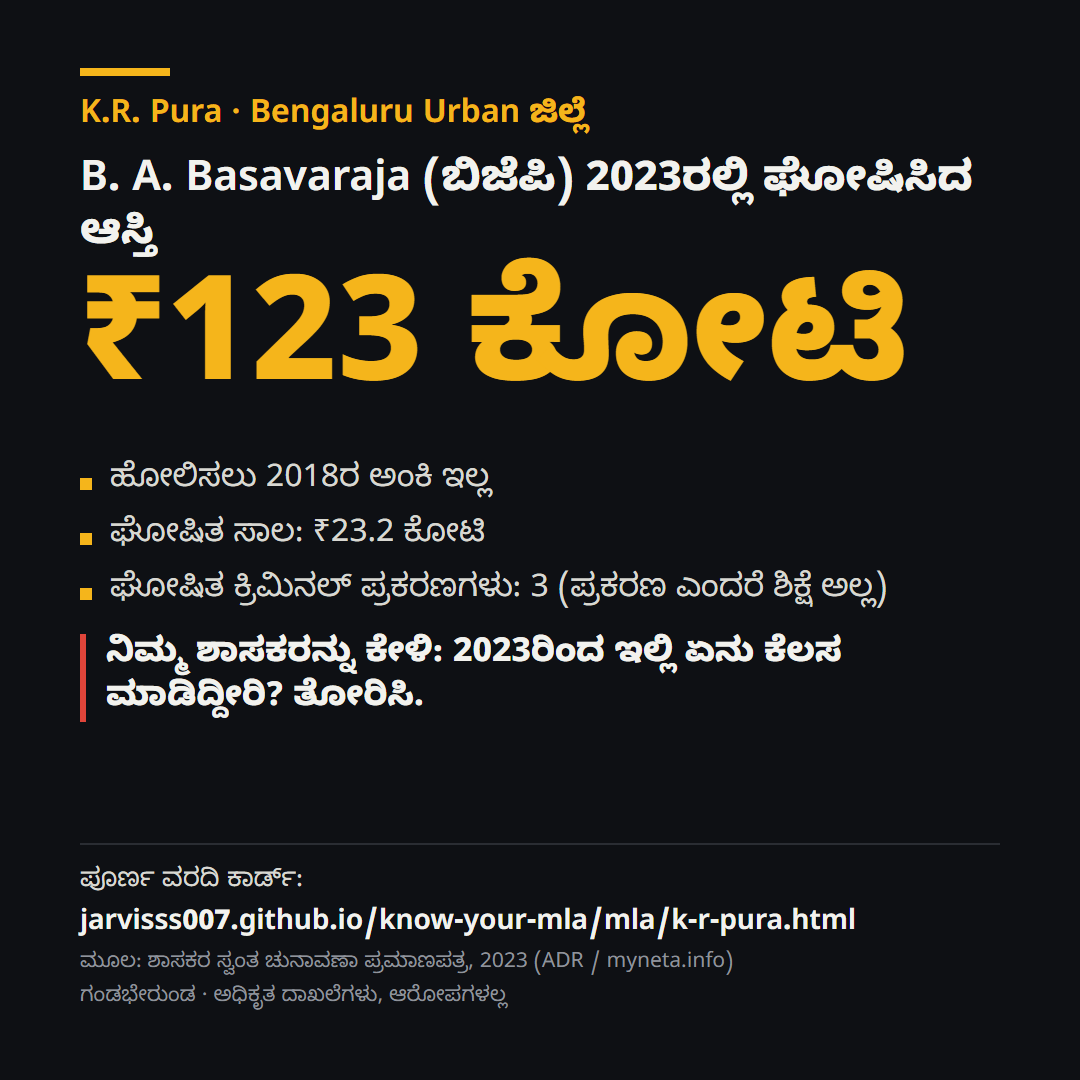 K.R. Pura · Bengaluru Urban ಜಿಲ್ಲೆ
B. A. Basavaraja (ಬಿಜೆಪಿ) 2023ರಲ್ಲಿ ಘೋಷಿಸಿದ
ಆಸ್ತಿ
₹123 ಕೋಟಿ
ಹೋಲಿಸಲು 2018ರ ಅಂಕಿ ಇಲ್ಲ
ಘೋಷಿತ ಸಾಲ: ₹23.2 ಕೋಟಿ
ಘೋಷಿತ ಕ್ರಿಮಿನಲ್ ಪ್ರಕರಣಗಳು: 3 (ಪ್ರಕರಣ ಎಂದರೆ ಶಿಕ್ಷೆ ಅಲ್ಲ)
ನಿಮ್ಮ ಶಾಸಕರನ್ನು ಕೇಳಿ: 2023ರಿಂದ ಇಲ್ಲಿ ಏನು ಕೆಲಸ
ಮಾಡಿದ್ದೀರಿ? ತೋರಿಸಿ.
ಪೂರ್ಣ ವರದಿ ಕಾರ್ಡ್:
jarvisss007.github.io/know-your-mla/mla/k-r-pura.html
ಮೂಲ: ಶಾಸಕರ ಸ್ವಂತ ಚುನಾವಣಾ ಪ್ರಮಾಣಪತ್ರ, 2023 (ADR / myneta.info)
ಗಂಡಭೇರುಂಡ · ಅಧಿಕೃತ ದಾಖಲೆಗಳು, ಆರೋಪಗಳಲ್ಲ